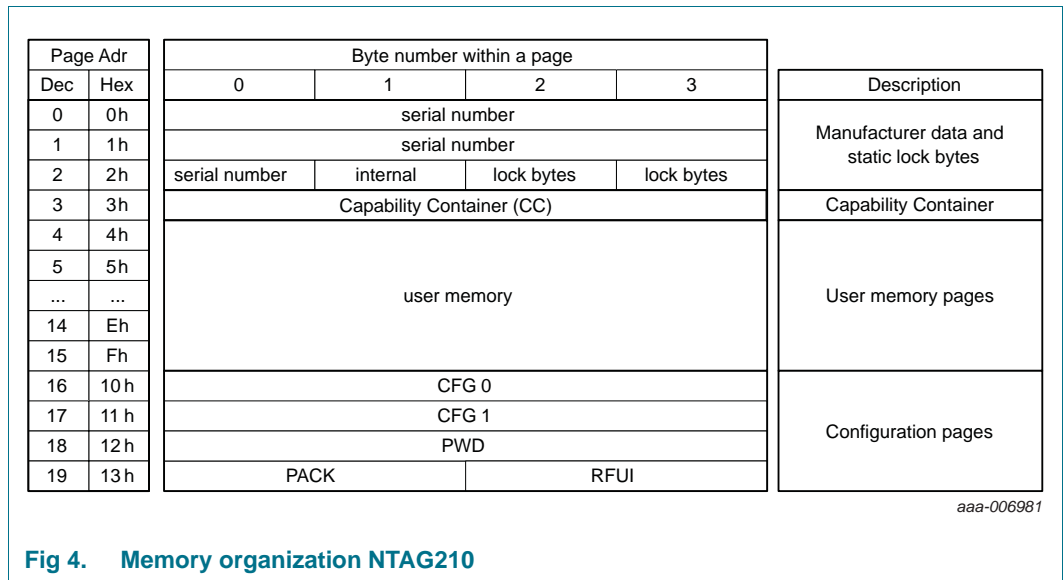 Page Adr Byte number within a page
Dec Hex 0 1 2 3 Description
0 0h serial number
Manufacturer data and
1 1h serial number
static lock bytes
2 2h serial number internal lock bytes lock bytes
3 3h Capability Container (CC) Capability Container
4 4h
5 5h
... ... user memory User memory pages
14 Eh
15 Fh
16 10h CFG 0
17 11h CFG 1
Configuration pages
18 12h PWD
19 13h PACK RFUI
aaa-006981
Fig 4. Memory organization NTAG210